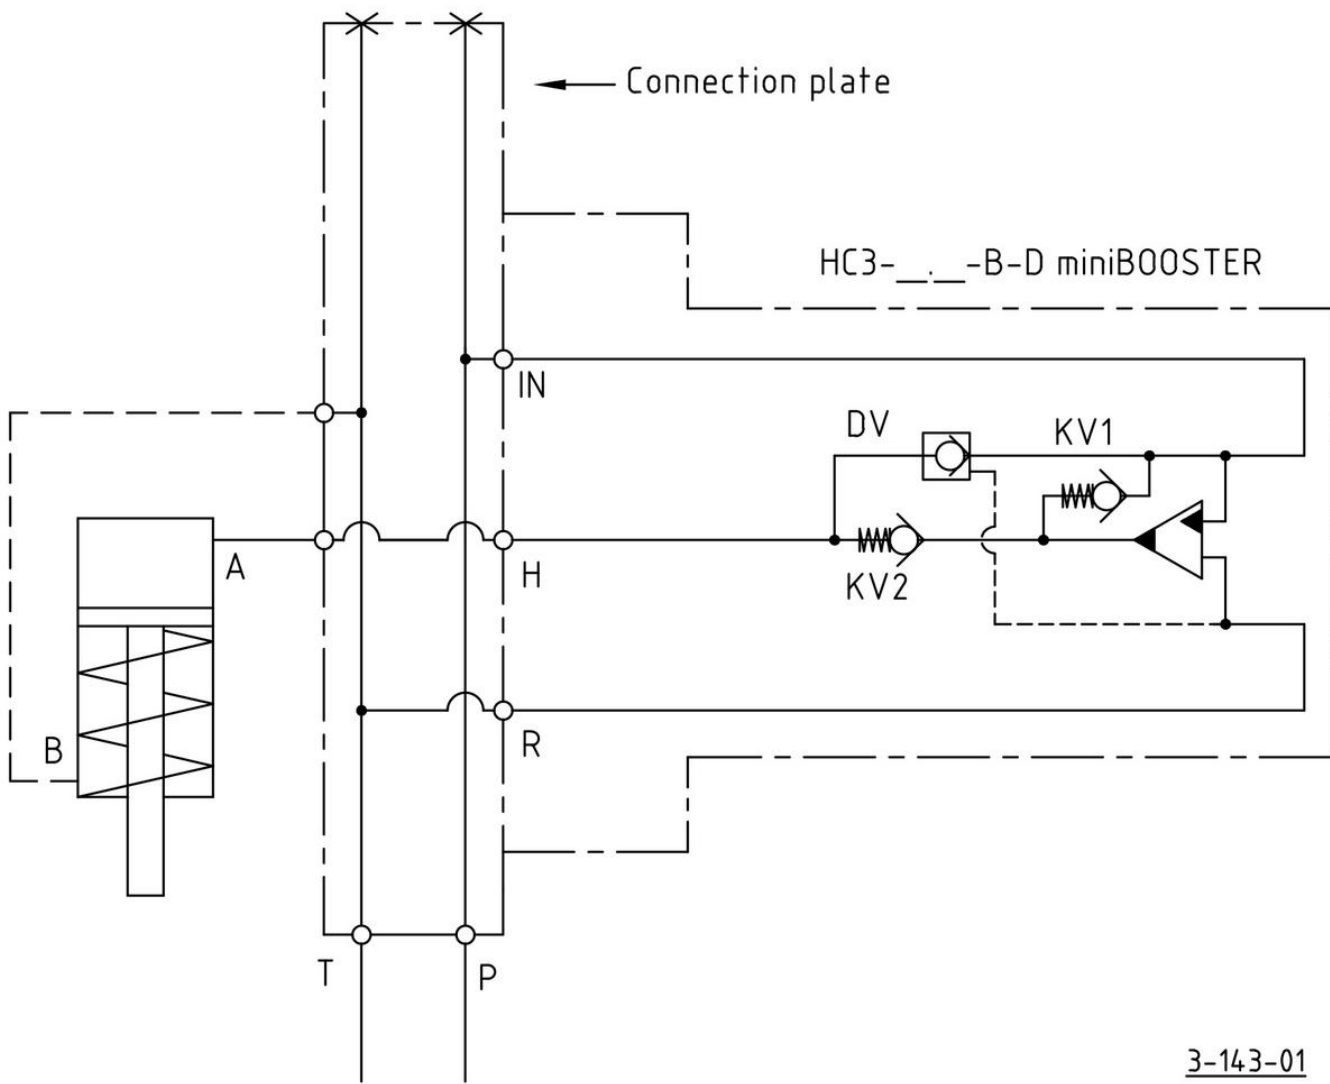 Connection plate
HC3-__.__-B-D miniBOOSTER
IN
DV
KV1
A
H
KV2
B
R
T
P
3-143-01